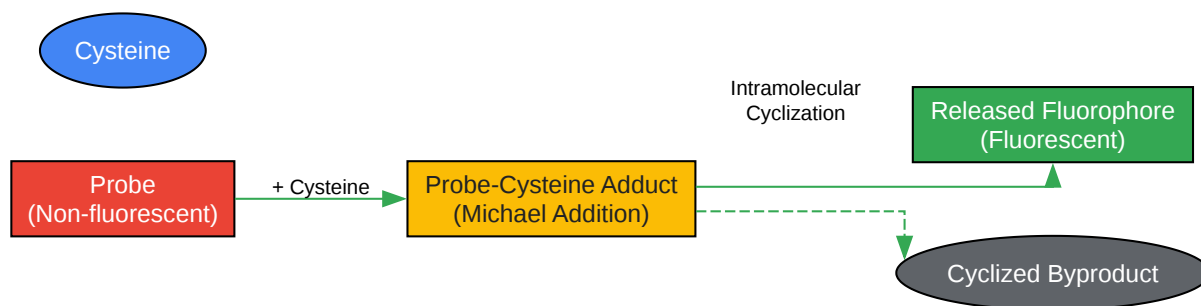 Cysteine
Probe
(Non-fluorescent)
+ Cysteine
Probe-Cysteine Adduct
(Michael Addition)
Intramolecular
Cyclization
Released Fluorophore
(Fluorescent)
Cyclized Byproduct